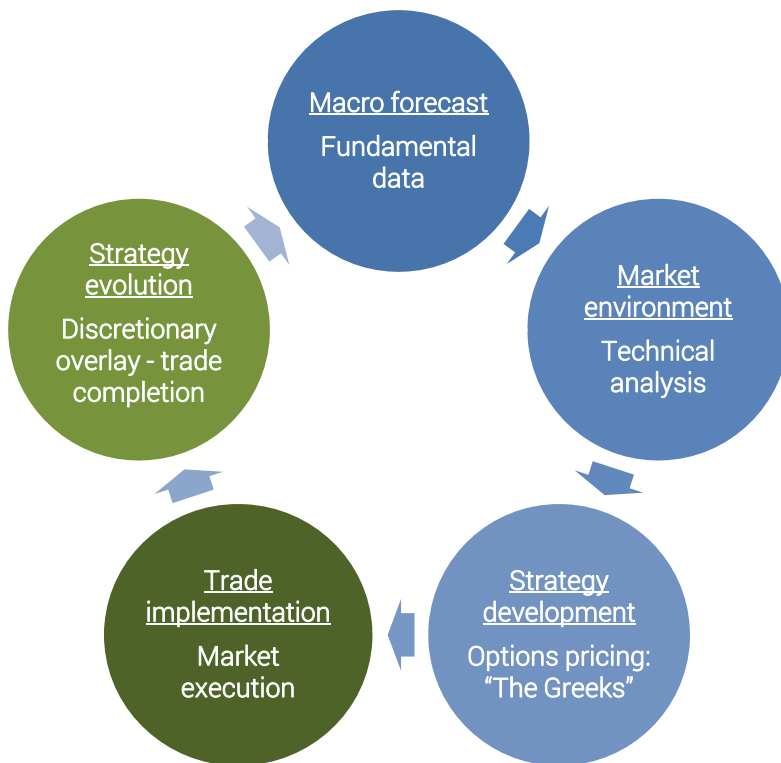 Macro forecast
Fundamental
data
Market
environment
Technical
analysis
Strategy
development
Options pricing:
“The Greeks”
Trade
implementation
Market
execution
Strategy
evolution
Discretionary
overlay - trade
completion